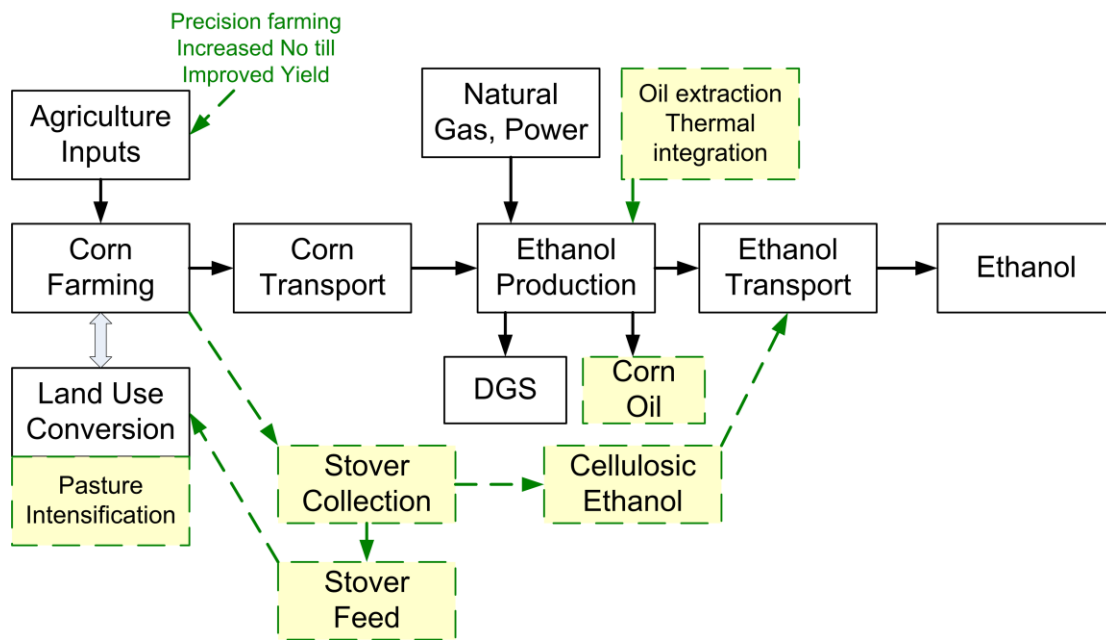 Precision farming
Increased No till
Improved Yield
Agriculture
Inputs
Natural
Gas, Power
Oil extraction
Thermal
integration
Corn
Farming
Corn
Transport
Ethanol
Production
Ethanol
Transport
Ethanol
Land Use
Conversion
DGS
Corn
Oil
Pasture
Intensification
Stover
Collection
Cellulosic
Ethanol
Stover
Feed